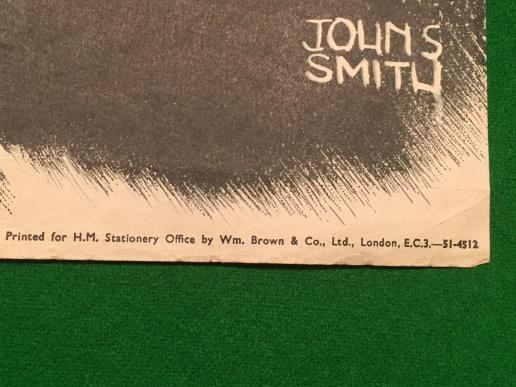 JOHN S
SMITH
Printed for H.M. Stationery Office by Wm. Brown & Co., Ltd., London, E.C.3.—51-4512